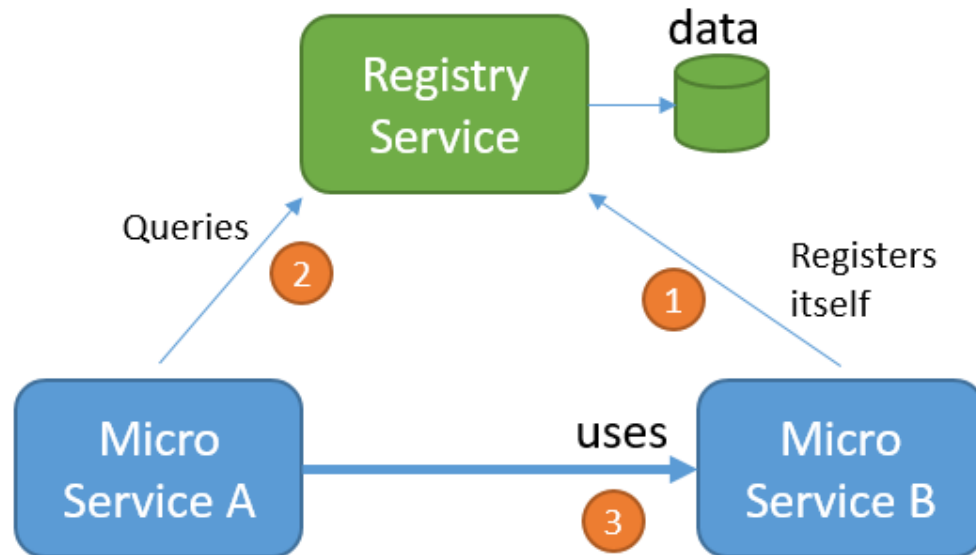 data
Registry
Service
Queries
2
1
Registers
itself
Micro
Service A
uses
3
Micro
Service B